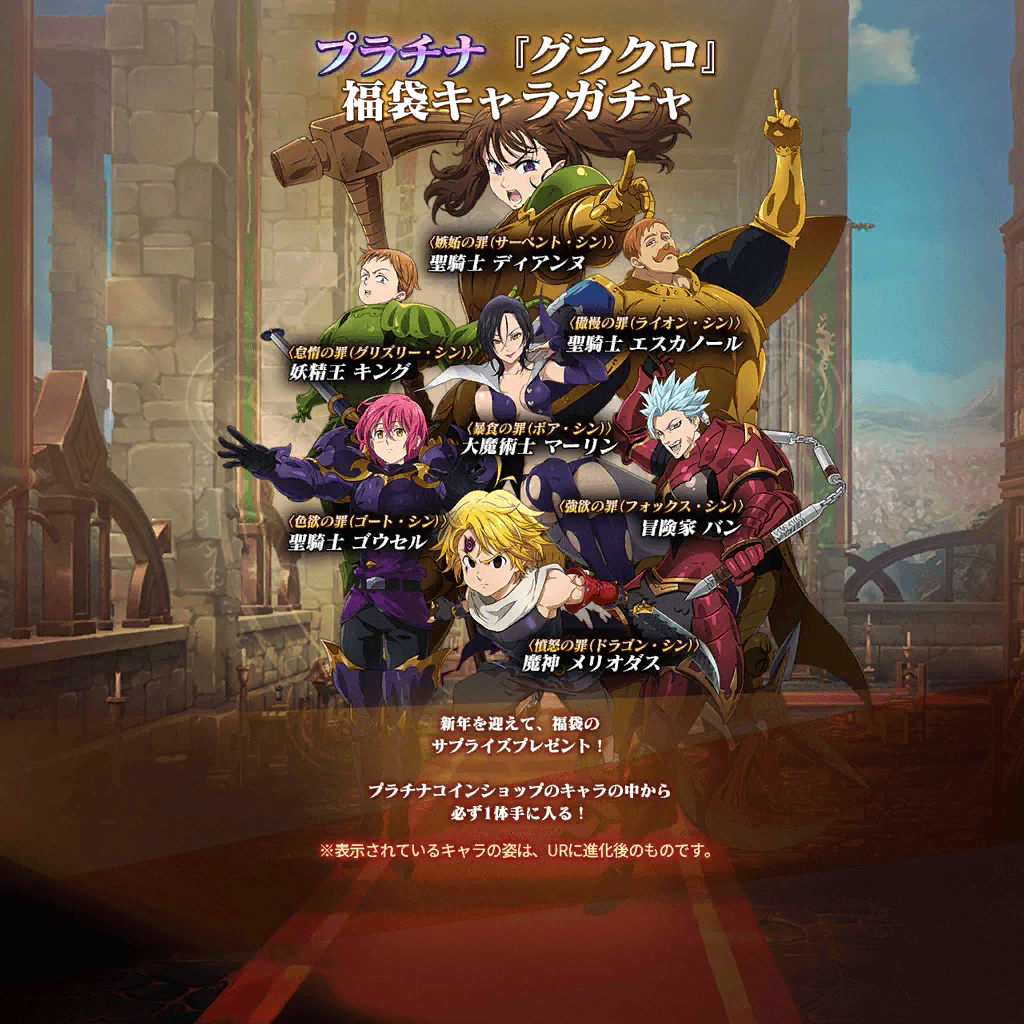 プラチナ『グラクロ』
福袋キャラガチャ
〈嫉妬の罪(サーペント・シン)〉
聖騎士 ディアンヌ
〈傲慢の罪(ライオン・シン)〉
聖騎士 エスカノール
〈怠惰の罪(グリズリー・シン)〉
妖精王 キング
〈暴食の罪(ボア・シン)〉
大魔術士 マーリン
〈強欲の罪(フォックス・シン)〉
冒険家 バン
〈色欲の罪(ゴート・シン)〉
聖騎士 ゴウセル
〈憤怒の罪(ドラゴン・シン)〉
魔神 メリオダス
新年を迎えて、福袋の
サプライズプレゼント！
プラチナコインショップのキャラの中から
必ず1体手に入る！
※表示されているキャラの姿は、URに進化後のものです。